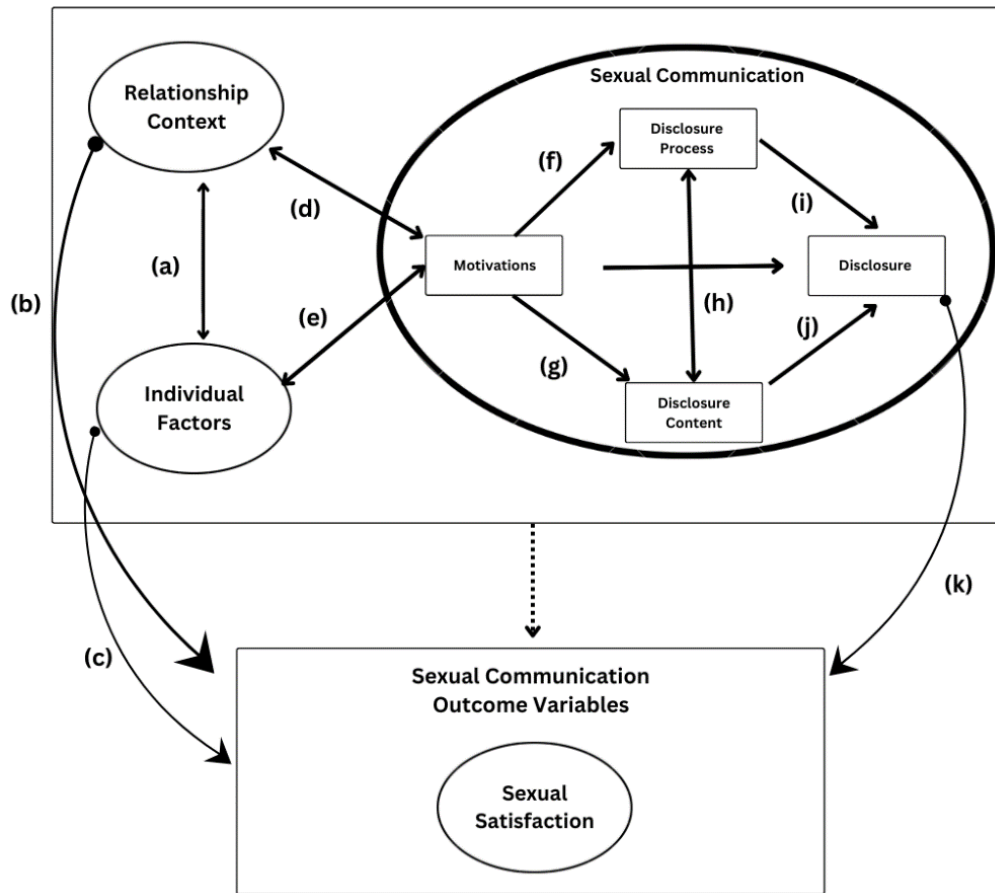 Sexual Communication
Relationship
Context
Disclosure
Process
(f)
(i)
(d)
Motivations
Disclosure
(a)
(b)
(e)
(h)
(j)
(g)
Individual
Factors
Disclosure
Content
(k)
(c)
Sexual Communication
Outcome Variables
Sexual
Satisfaction